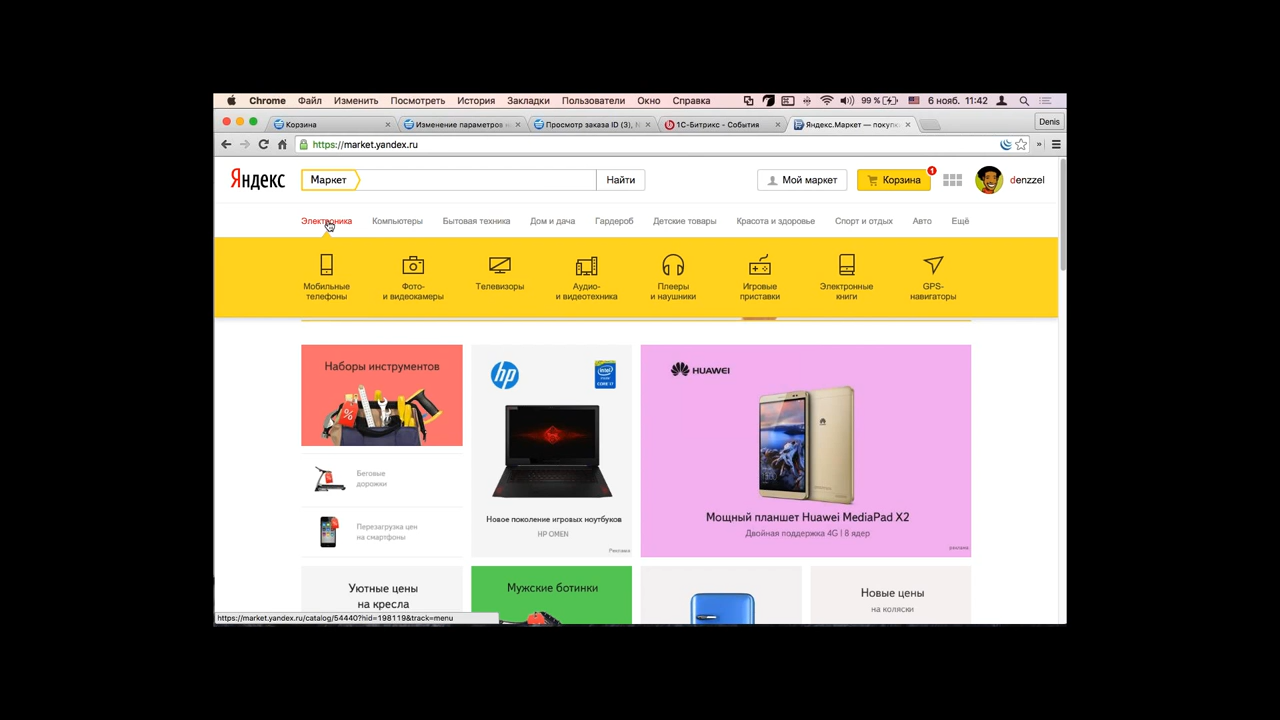 Chrome Файл Изменить Посмотреть История Закладки Пользователи Окно Справка 99 % 6 нояб. 11:42
Корзина Изменение параметров Просмотр заказа ID (3), 1С-Битрикс - События Яндекс.Маркет — покупк Denis
https://market.yandex.ru
Яндекс Маркет Найти Мой маркет Корзина 1 denzzel
Электроника Компьютеры Бытовая техника Дом и дача Гардероб Детские товары Красота и здоровье Спорт и отдых Авто Ещё
Мобильные Фото- Телевизоры Аудио- Плееры Игровые Электронные GPS-
телефоны и видеокамеры и видеотехника и наушники приставки книги навигаторы
Наборы инструментов
%
Беговые
дорожки
Перезагрузка цен
на смартфоны
hp
Новое поколение игровых ноутбуков
HP OMEN
Реклама
HUAWEI
Мощный планшет Huawei MediaPad X2
Двойная поддержка 4G I 8 ядер
реклама
Уютные цены
на кресла
Мужские ботинки
Новые цены
на коляски
https://market.yandex.ru/catalog/54440?hid=198119&track=menu